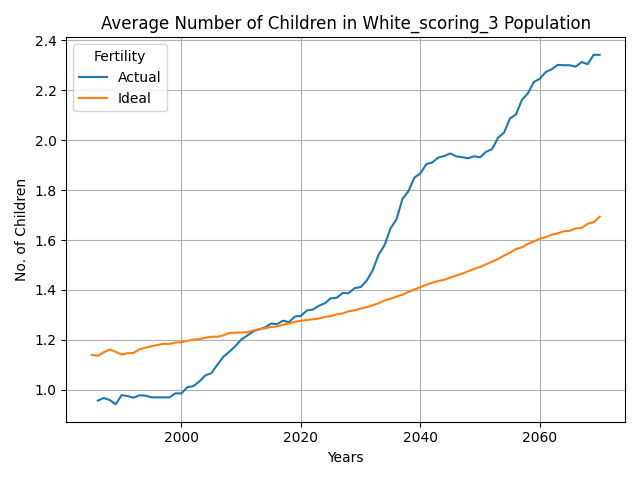 Average Number of Children in White_scoring_3 Population
2.4
2.2
2.0
1.8
1.6
1.4
1.2
1.0
No. of Children
Fertility
Actual
Ideal
2000
2020
2040
2060
Years